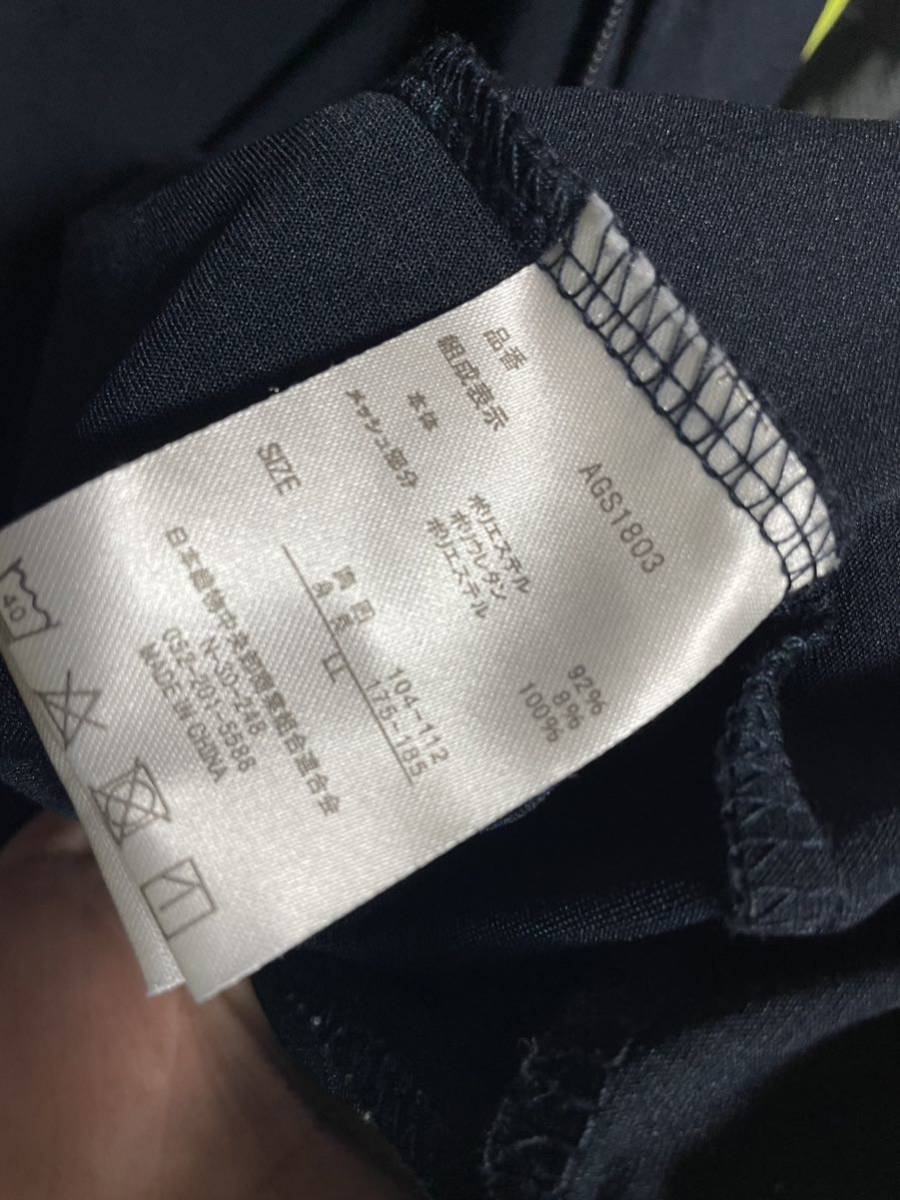 品番 AGS1803
組成表示
本体 ポリエステル 92%
ポリウレタン 8%
メッシュ部分 ポリエステル 100%
SIZE
胸囲 104~112
身長 175~185
LL
日本織物中央卸商業組合連合会
N-30-248
052-201-5588
MADE IN CHINA
40